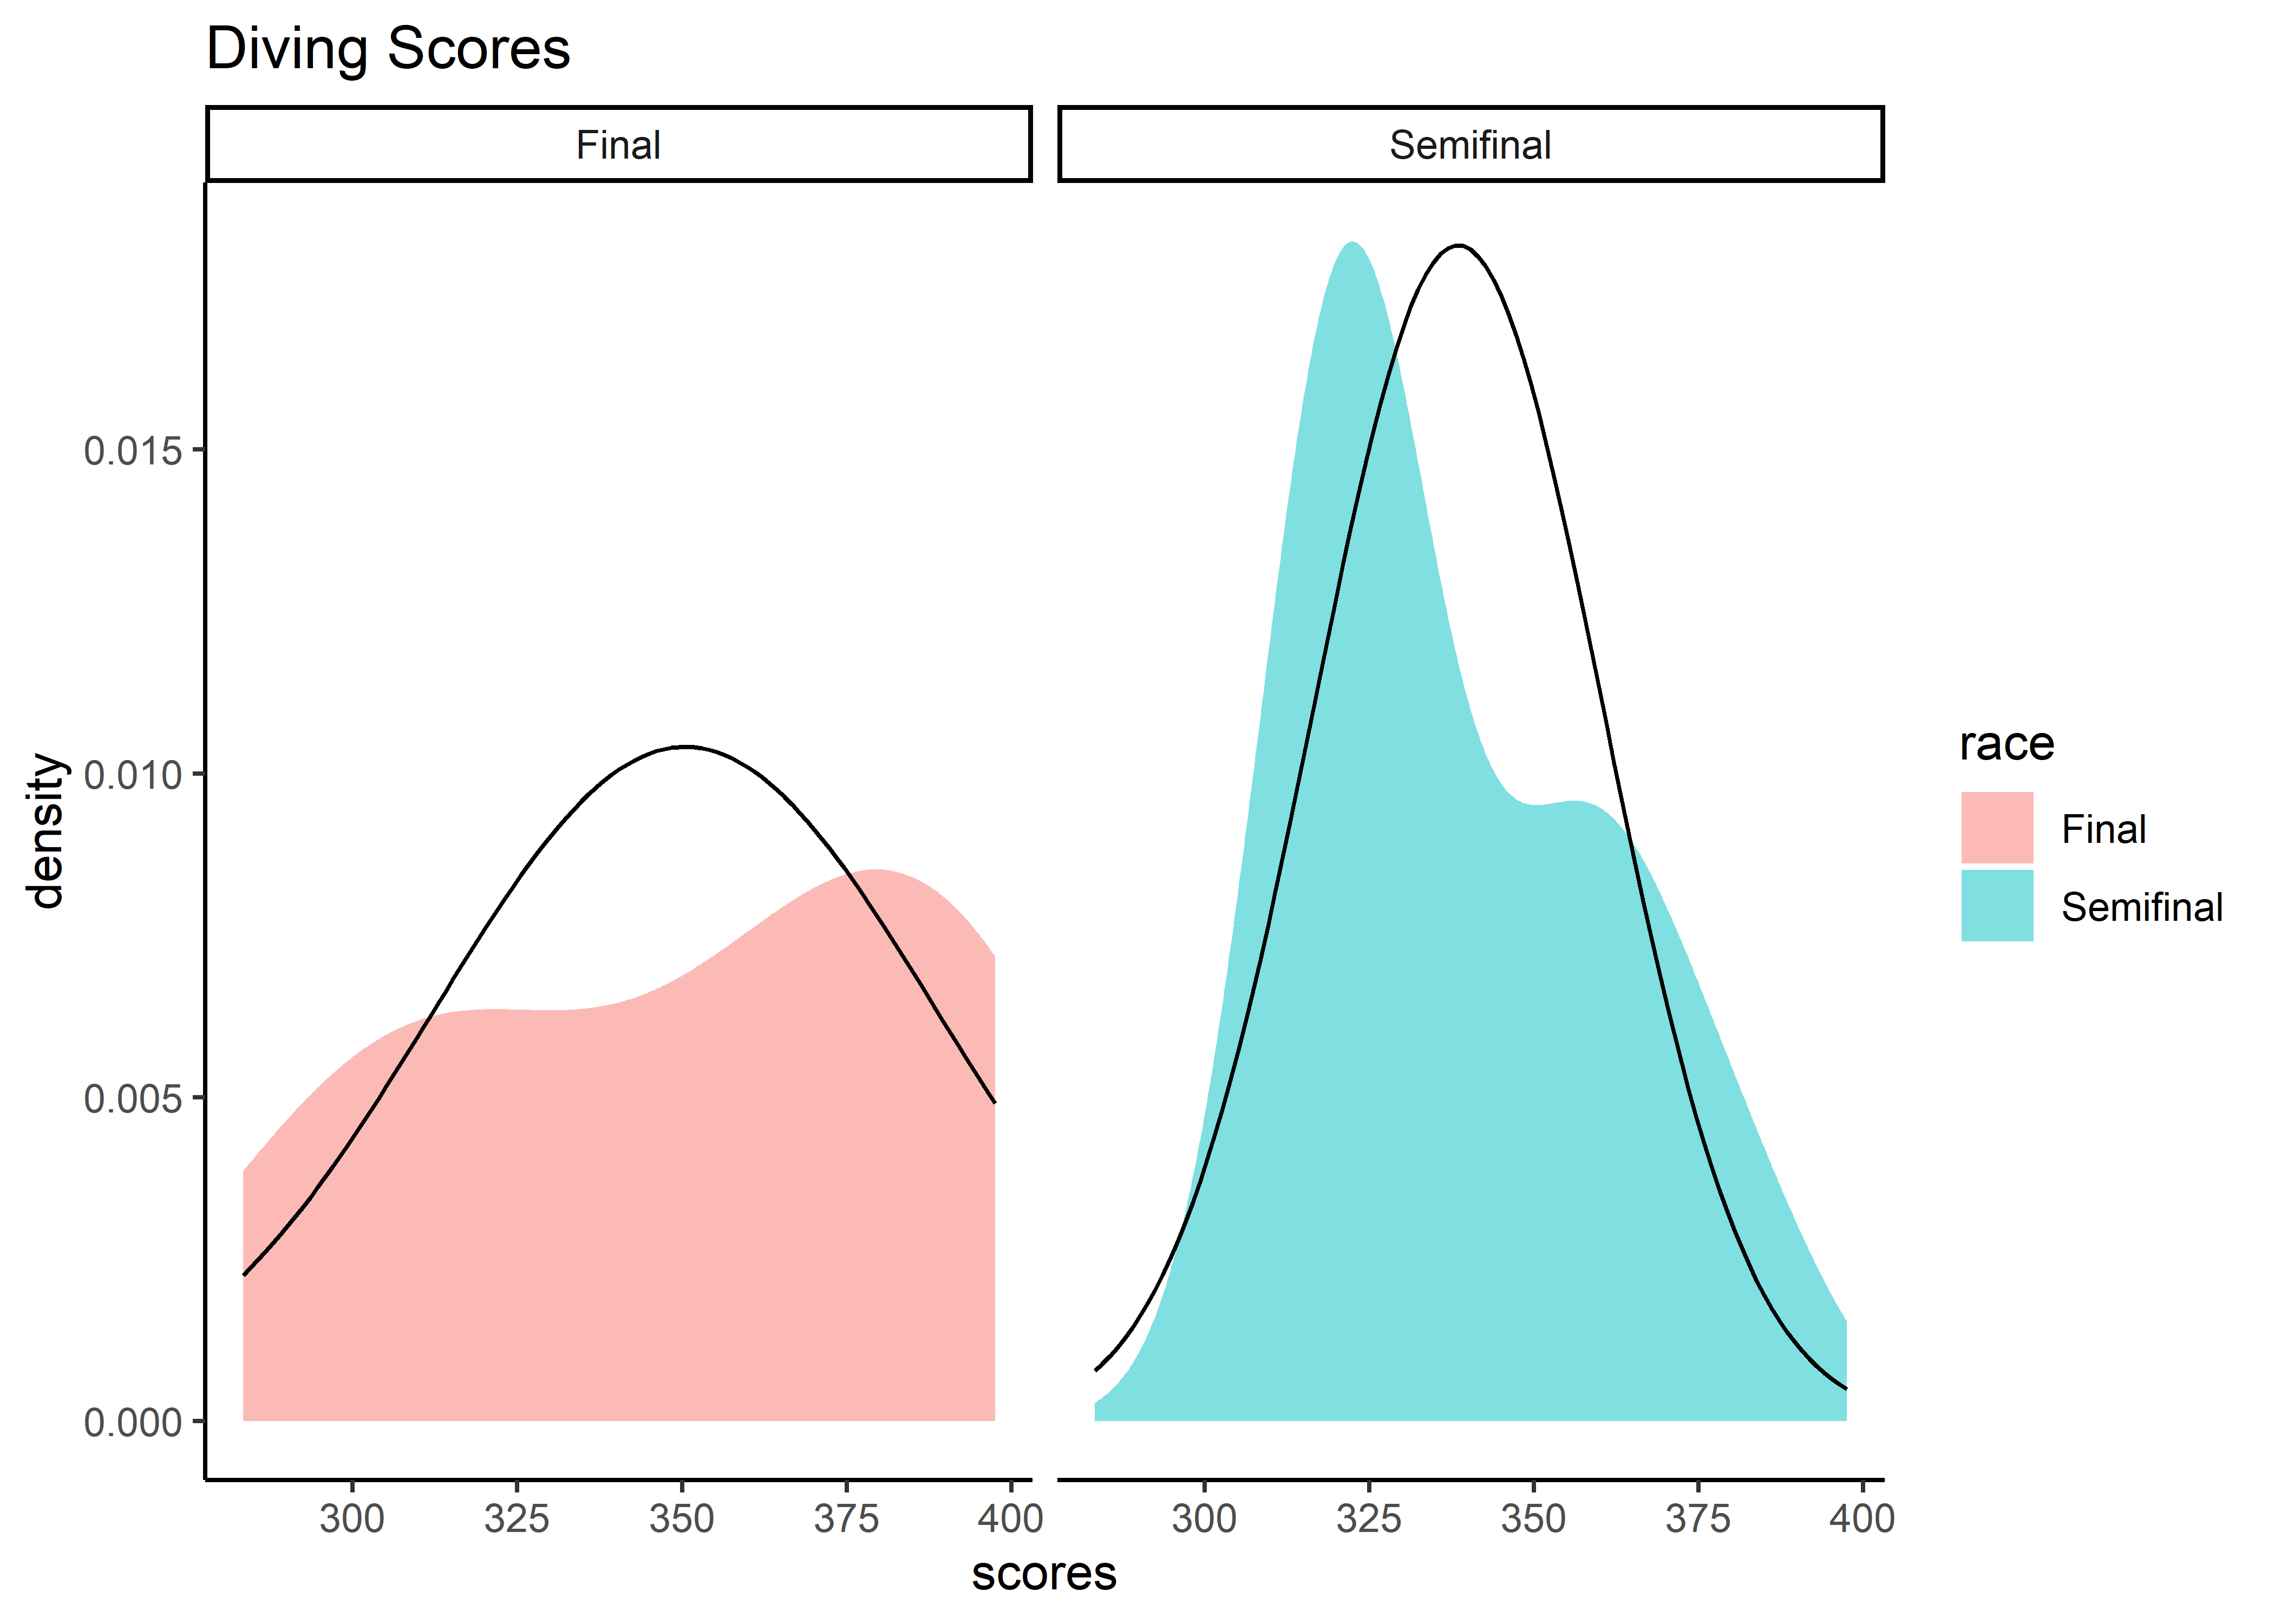 Diving Scores
Final
Semifinal
density
0.015
0.010
0.005
0.000
300 325 350 375 400
300 325 350 375 400
scores
race
Final
Semifinal